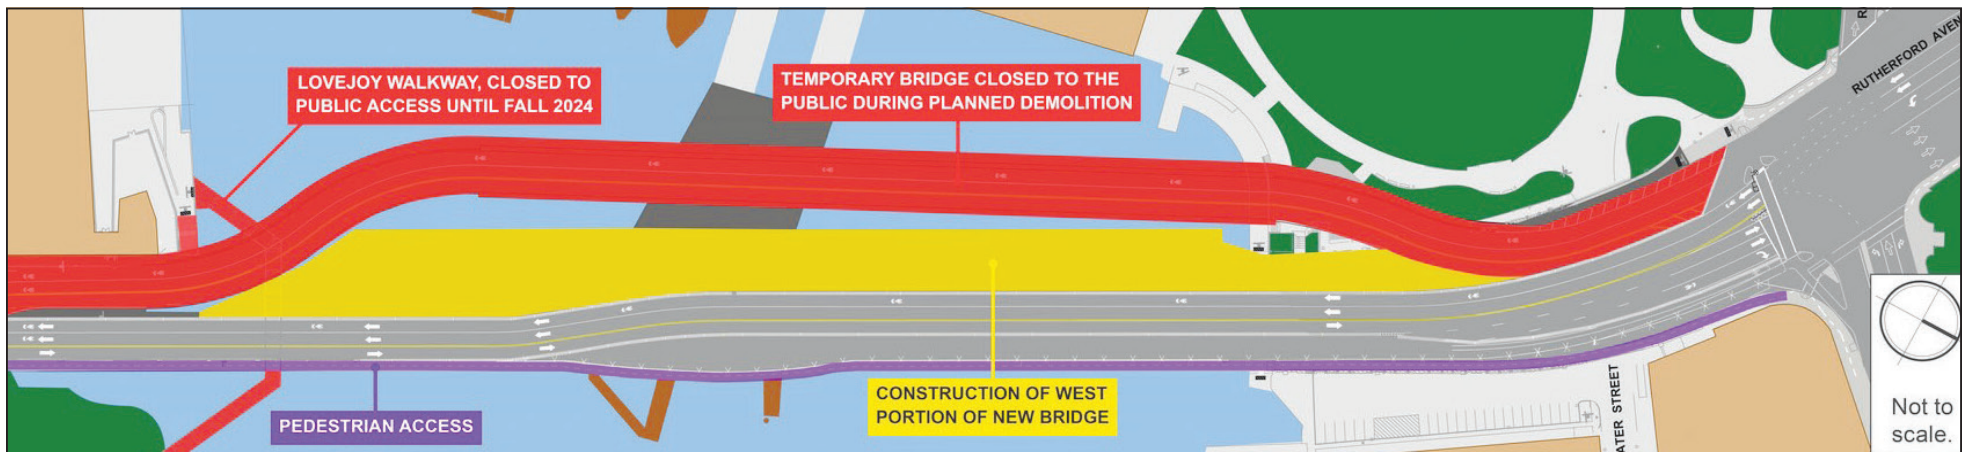 LOVEJOY WALKWAY, CLOSED TO
PUBLIC ACCESS UNTIL FALL 2024
TEMPORARY BRIDGE CLOSED TO THE
PUBLIC DURING PLANNED DEMOLITION
RUTHERFORD AVEN
PEDESTRIAN ACCESS
CONSTRUCTION OF WEST
PORTION OF NEW BRIDGE
ATER STREET
Not to
scale.